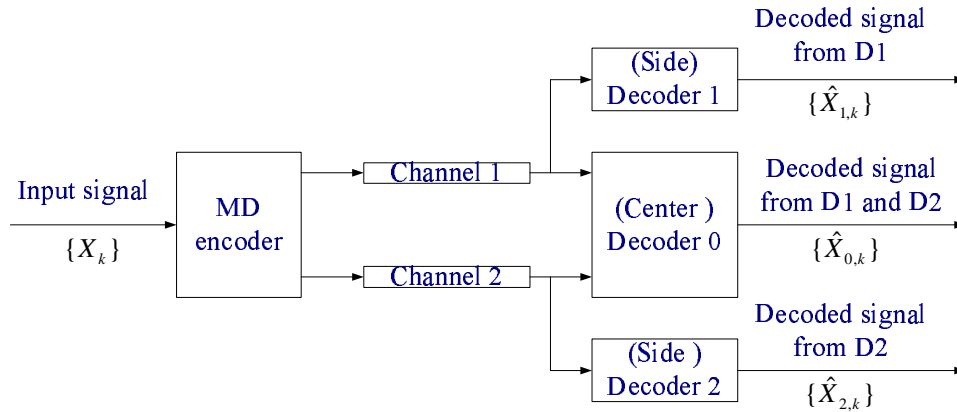 Input signal
{X_k}
MD
encoder
Channel 1
Channel 2
(Side)
Decoder 1
(Center )
Decoder 0
(Side )
Decoder 2
Decoded signal
from D1
{X̂_{1,k}}
Decoded signal
from D1 and D2
{X̂_{0,k}}
Decoded signal
from D2
{X̂_{2,k}}